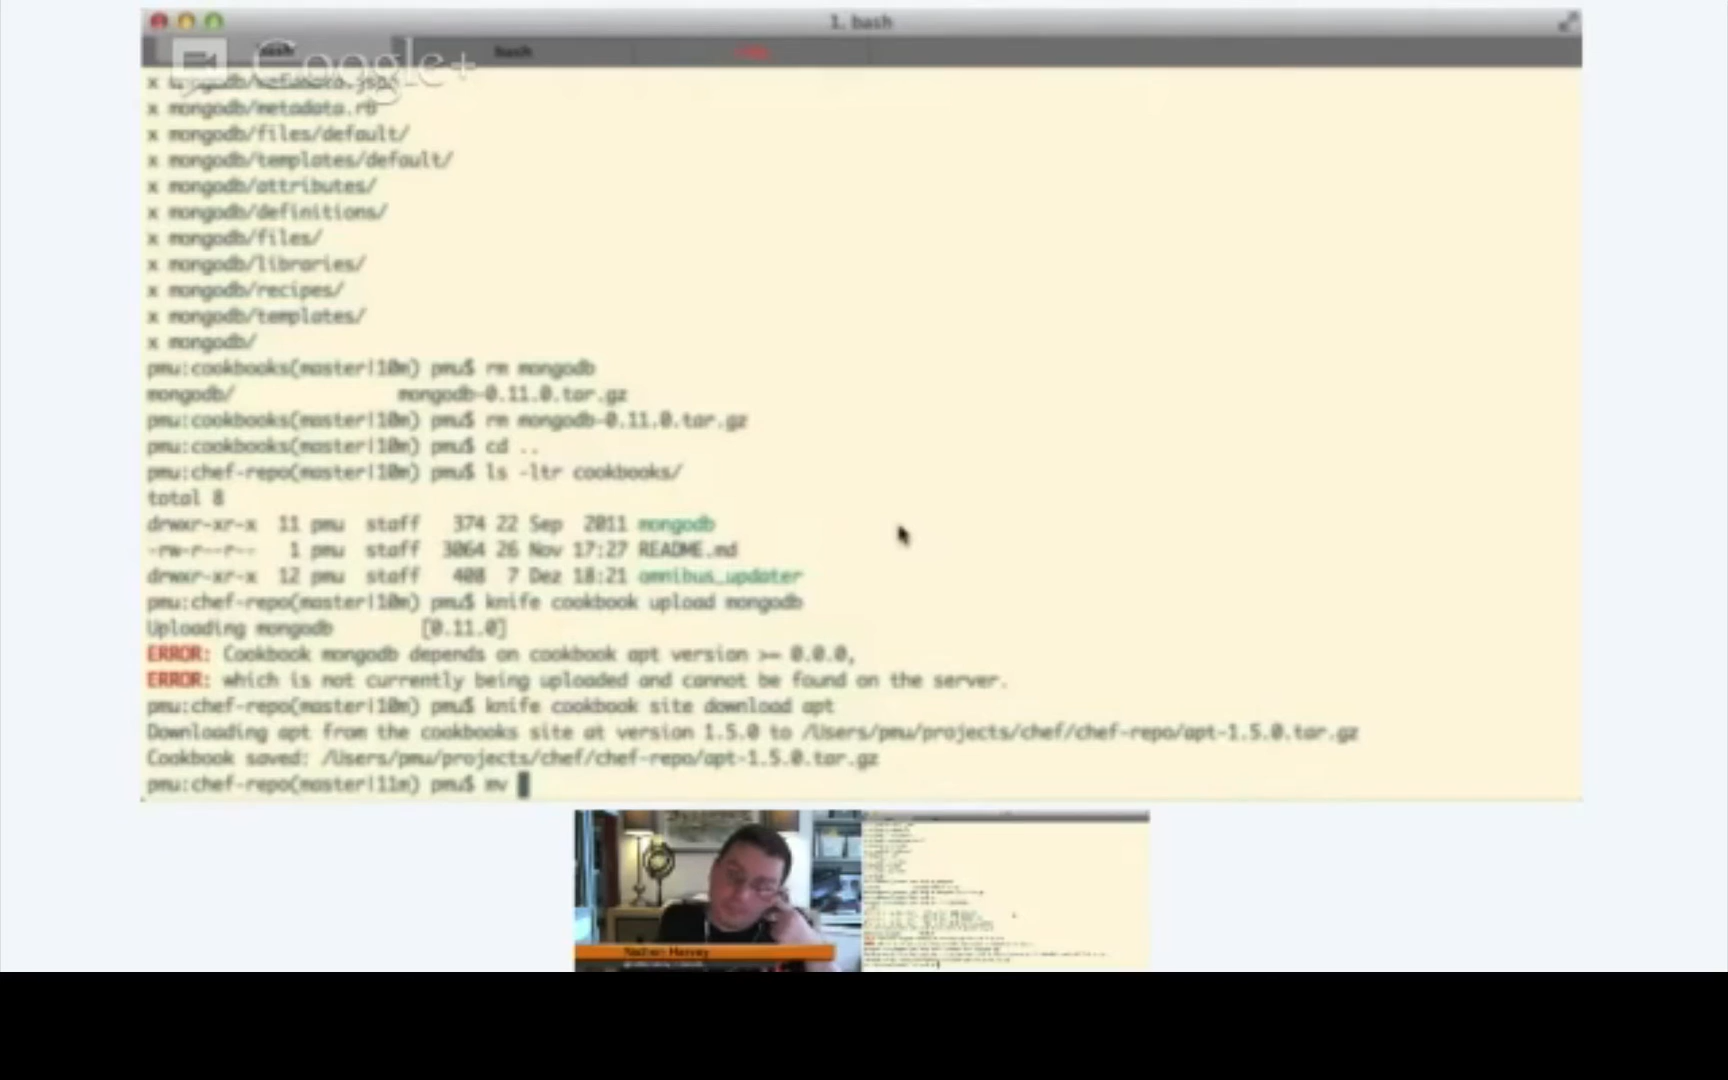 1. bash
bash
bash
Google+
x mongodb/metadata.json
x mongodb/metadata.rb
x mongodb/files/default/
x mongodb/templates/default/
x mongodb/attributes/
x mongodb/definitions/
x mongodb/files/
x mongodb/libraries/
x mongodb/recipes/
x mongodb/templates/
x mongodb/
pmu:cookbooks(master|10m) pmu$ rm mongodb
mongodb/ mongodb-0.11.0.tar.gz
pmu:cookbooks(master|10m) pmu$ rm mongodb-0.11.0.tar.gz
pmu:cookbooks(master|10m) pmu$ cd ..
pmu:chef-repo(master|10m) pmu$ ls -ltr cookbooks/
total 8
drwxr-xr-x 11 pmu staff 374 22 Sep 2011 mongodb
-rw-r--r-- 1 pmu staff 3064 26 Nov 17:27 README.md
drwxr-xr-x 12 pmu staff 408 7 Dez 18:21 omnibus_updater
pmu:chef-repo(master|10m) pmu$ knife cookbook upload mongodb
Uploading mongodb [0.11.0]
ERROR: Cookbook mongodb depends on cookbook apt version >= 0.0.0,
ERROR: which is not currently being uploaded and cannot be found on the server.
pmu:chef-repo(master|10m) pmu$ knife cookbook site download apt
Downloading apt from the cookbooks site at version 1.5.0 to /Users/pmu/projects/chef/chef-repo/apt-1.5.0.tar.gz
Cookbook saved: /Users/pmu/projects/chef/chef-repo/apt-1.5.0.tar.gz
pmu:chef-repo(master|11m) pmu$ mv
Nathen Harvey